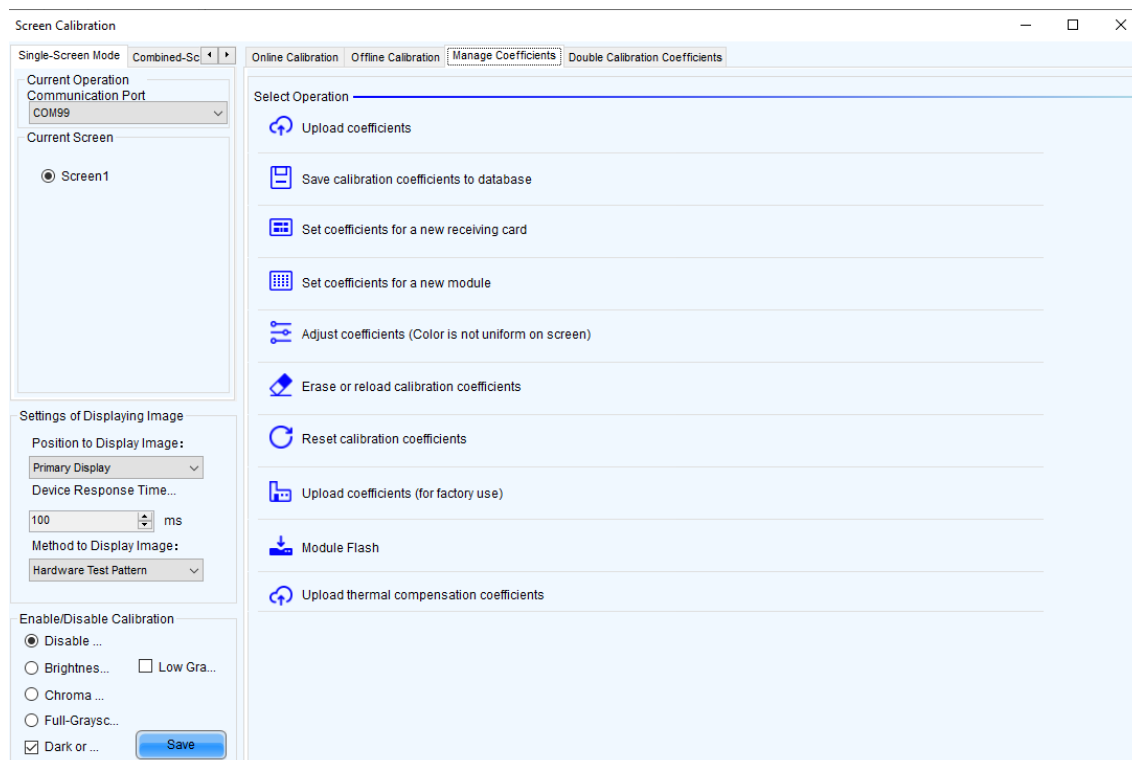 Screen Calibration
Single-Screen Mode
Combined-Sc
Online Calibration
Offline Calibration
Manage Coefficients
Double Calibration Coefficients
Current Operation
Communication Port
COM99
Current Screen
Screen1
Settings of Displaying Image
Position to Display Image:
Primary Display
Device Response Time...
100
ms
Method to Display Image:
Hardware Test Pattern
Enable/Disable Calibration
Disable ...
Brightnes...
Low Gra...
Chroma ...
Full-Graysc...
Dark or ...
Save
Select Operation
Upload coefficients
Save calibration coefficients to database
Set coefficients for a new receiving card
Set coefficients for a new module
Adjust coefficients (Color is not uniform on screen)
Erase or reload calibration coefficients
Reset calibration coefficients
Upload coefficients (for factory use)
Module Flash
Upload thermal compensation coefficients